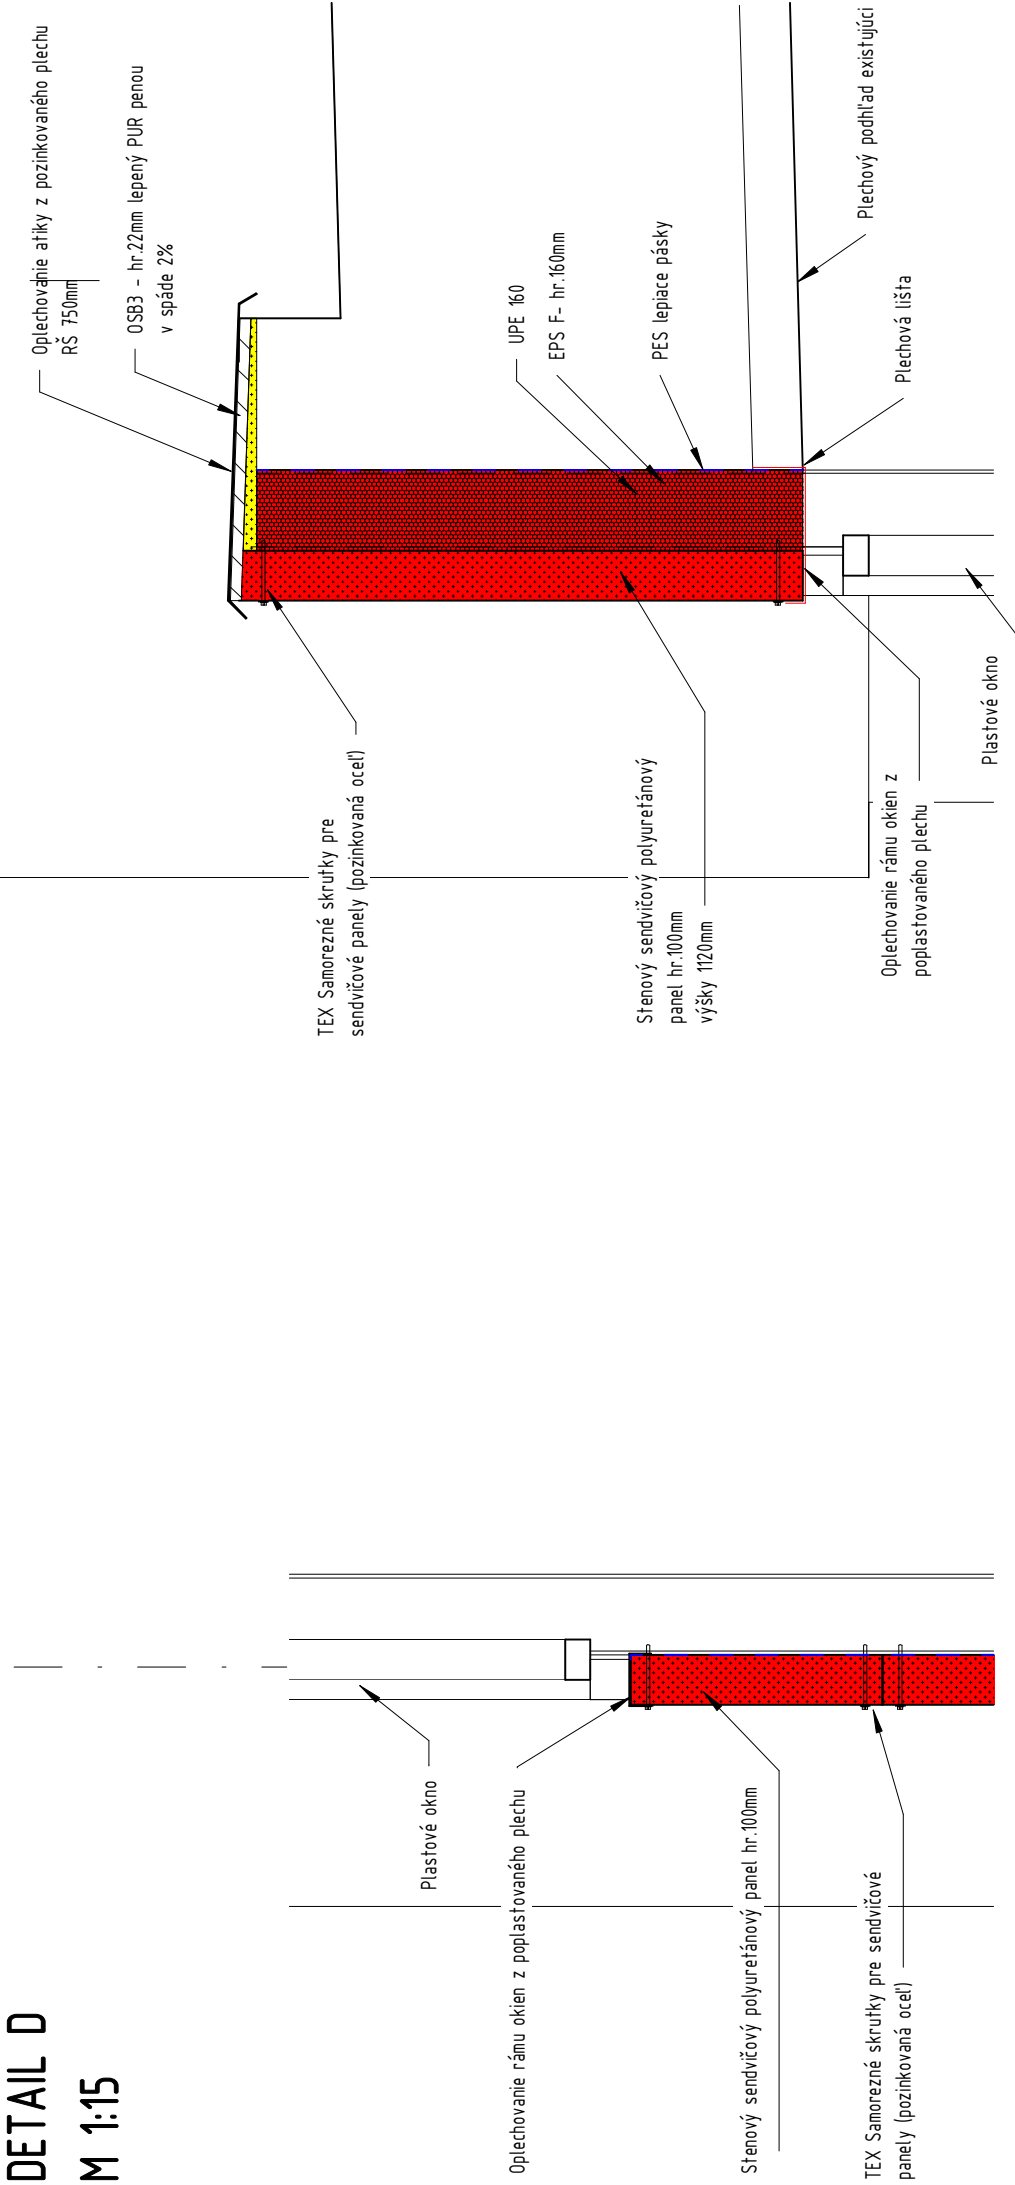 DETAIL D
M 1:15
Plastové okno
Oplechovanie rámu okien z poplastovaného plechu
Stenový sendvičový polyuretánový panel hr.100mm
TEX Samorezné skrutky pre sendvičové
panely (pozinkovaná oceľ)
Oplechovanie atiky z pozinkovaného plechu
RŠ 750mm
OSB3 - hr.22mm lepený PUR penou
v spáde 2%
TEX Samorezné skrutky pre
sendvičové panely (pozinkovaná oceľ)
UPE 160
EPS F- hr.160mm
PES lepiace pásky
Stenový sendvičový polyuretánový
panel hr.100mm
výšky 1120mm
Plechový podhľad existujúci
Plechová lišta
Oplechovanie rámu okien z
poplastovaného plechu
Plastové okno